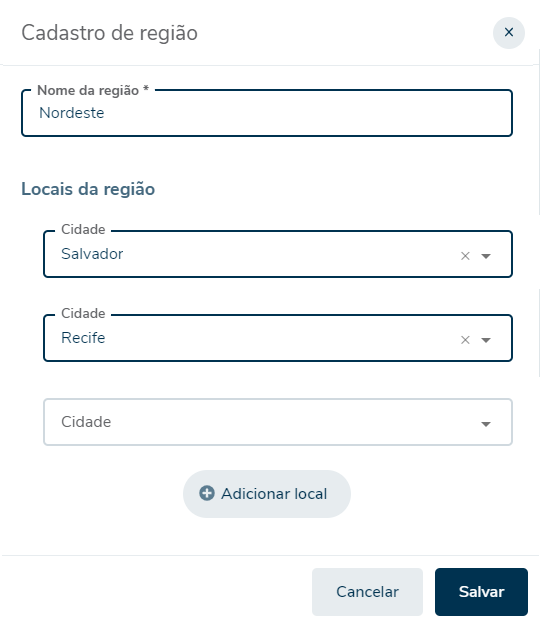 Cadastro de região
Nome da região *
Nordeste
Locais da região
Cidade
Salvador
Cidade
Recife
Cidade
Adicionar local
Cancelar
Salvar